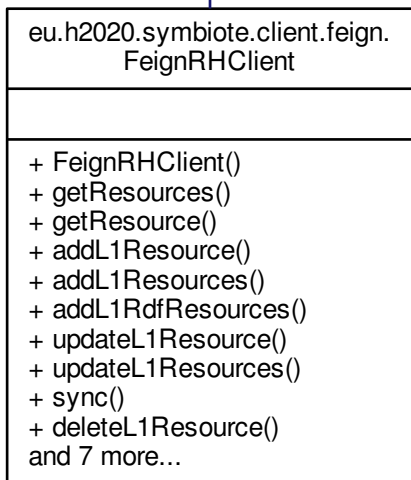 eu.h2020.symbiote.client.feign.
FeignRHClient
+ FeignRHClient()
+ getResources()
+ getResource()
+ addL1Resource()
+ addL1Resources()
+ addL1RdfResources()
+ updateL1Resource()
+ updateL1Resources()
+ sync()
+ deleteL1Resource()
and 7 more...